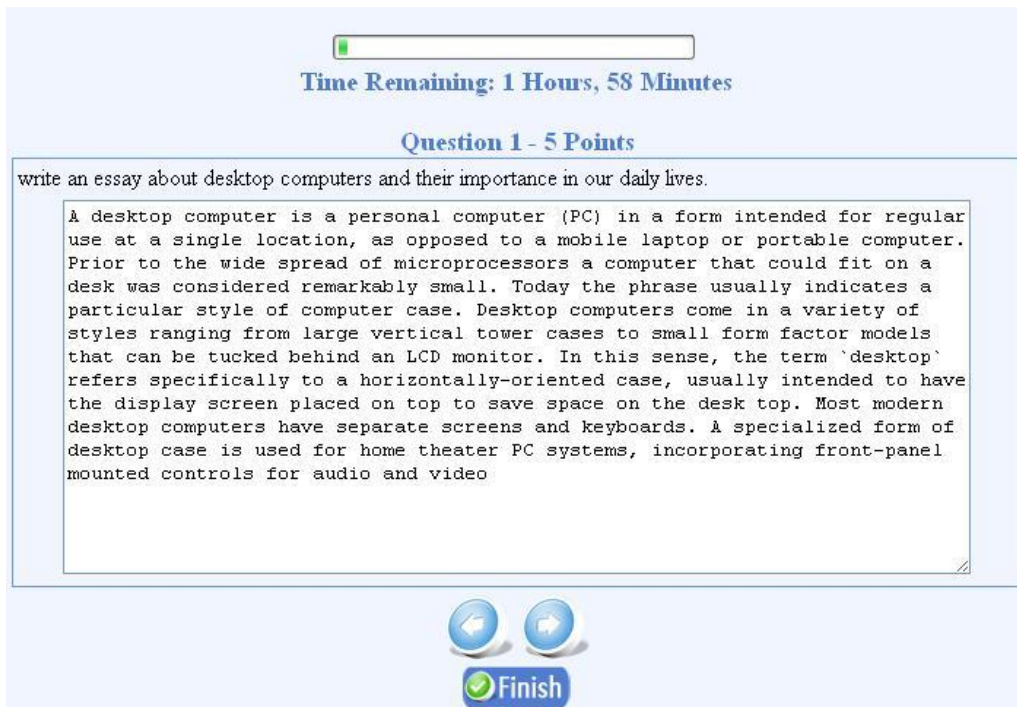 Time Remaining: 1 Hours, 58 Minutes
Question 1 - 5 Points
write an essay about desktop computers and their importance in our daily lives.
A desktop computer is a personal computer (PC) in a form intended for regular
use at a single location, as opposed to a mobile laptop or portable computer.
Prior to the wide spread of microprocessors a computer that could fit on a
desk was considered remarkably small. Today the phrase usually indicates a
particular style of computer case. Desktop computers come in a variety of
styles ranging from large vertical tower cases to small form factor models
that can be tucked behind an LCD monitor. In this sense, the term `desktop`
refers specifically to a horizontally-oriented case, usually intended to have
the display screen placed on top to save space on the desk top. Most modern
desktop computers have separate screens and keyboards. A specialized form of
desktop case is used for home theater PC systems, incorporating front-panel
mounted controls for audio and video
Finish